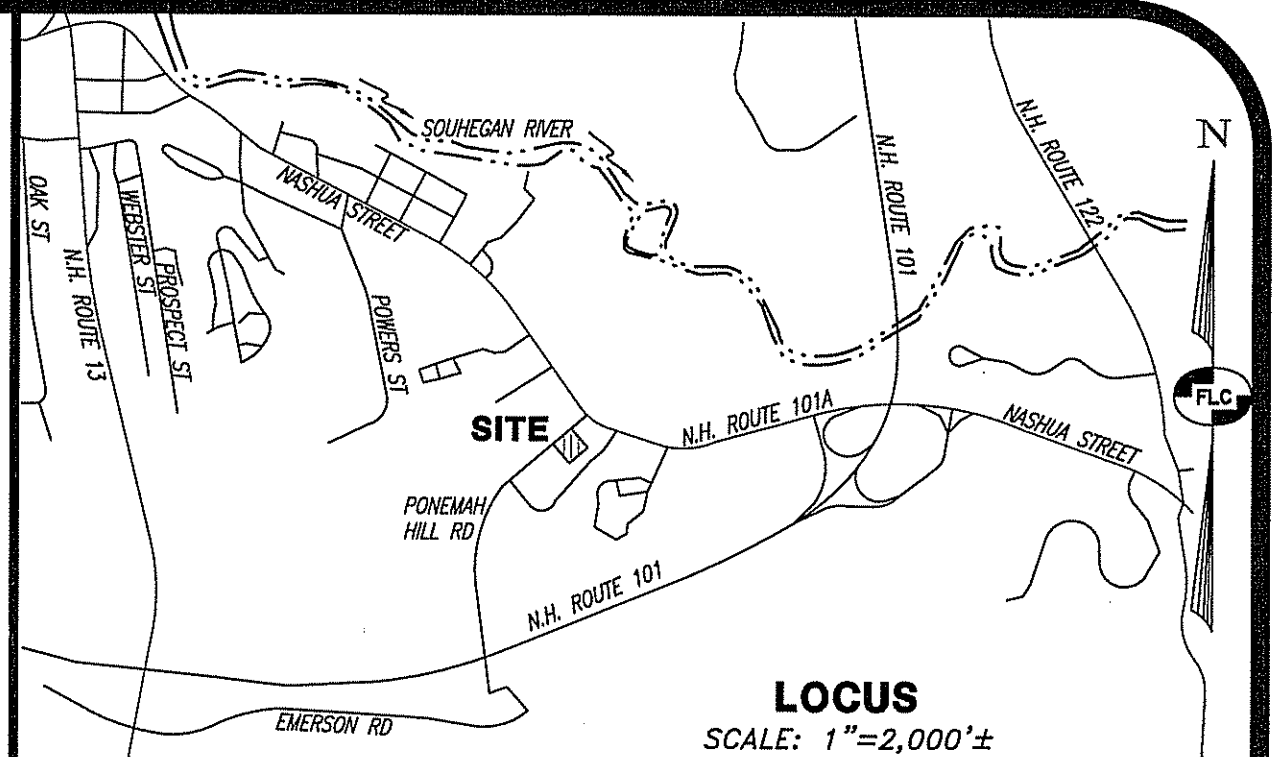 SOUHEGAN RIVER
N.H. ROUTE 122
N
N.H. ROUTE 101
OAK ST
WEBSTER ST
NASHUA STREET
N.H. ROUTE 13
PROSPECT ST
POWERS ST
FLC
SITE
N.H. ROUTE 101A
NASHUA STREET
PONEMAH
HILL RD
N.H. ROUTE 101
EMERSON RD
LOCUS
SCALE: 1"=2,000'±